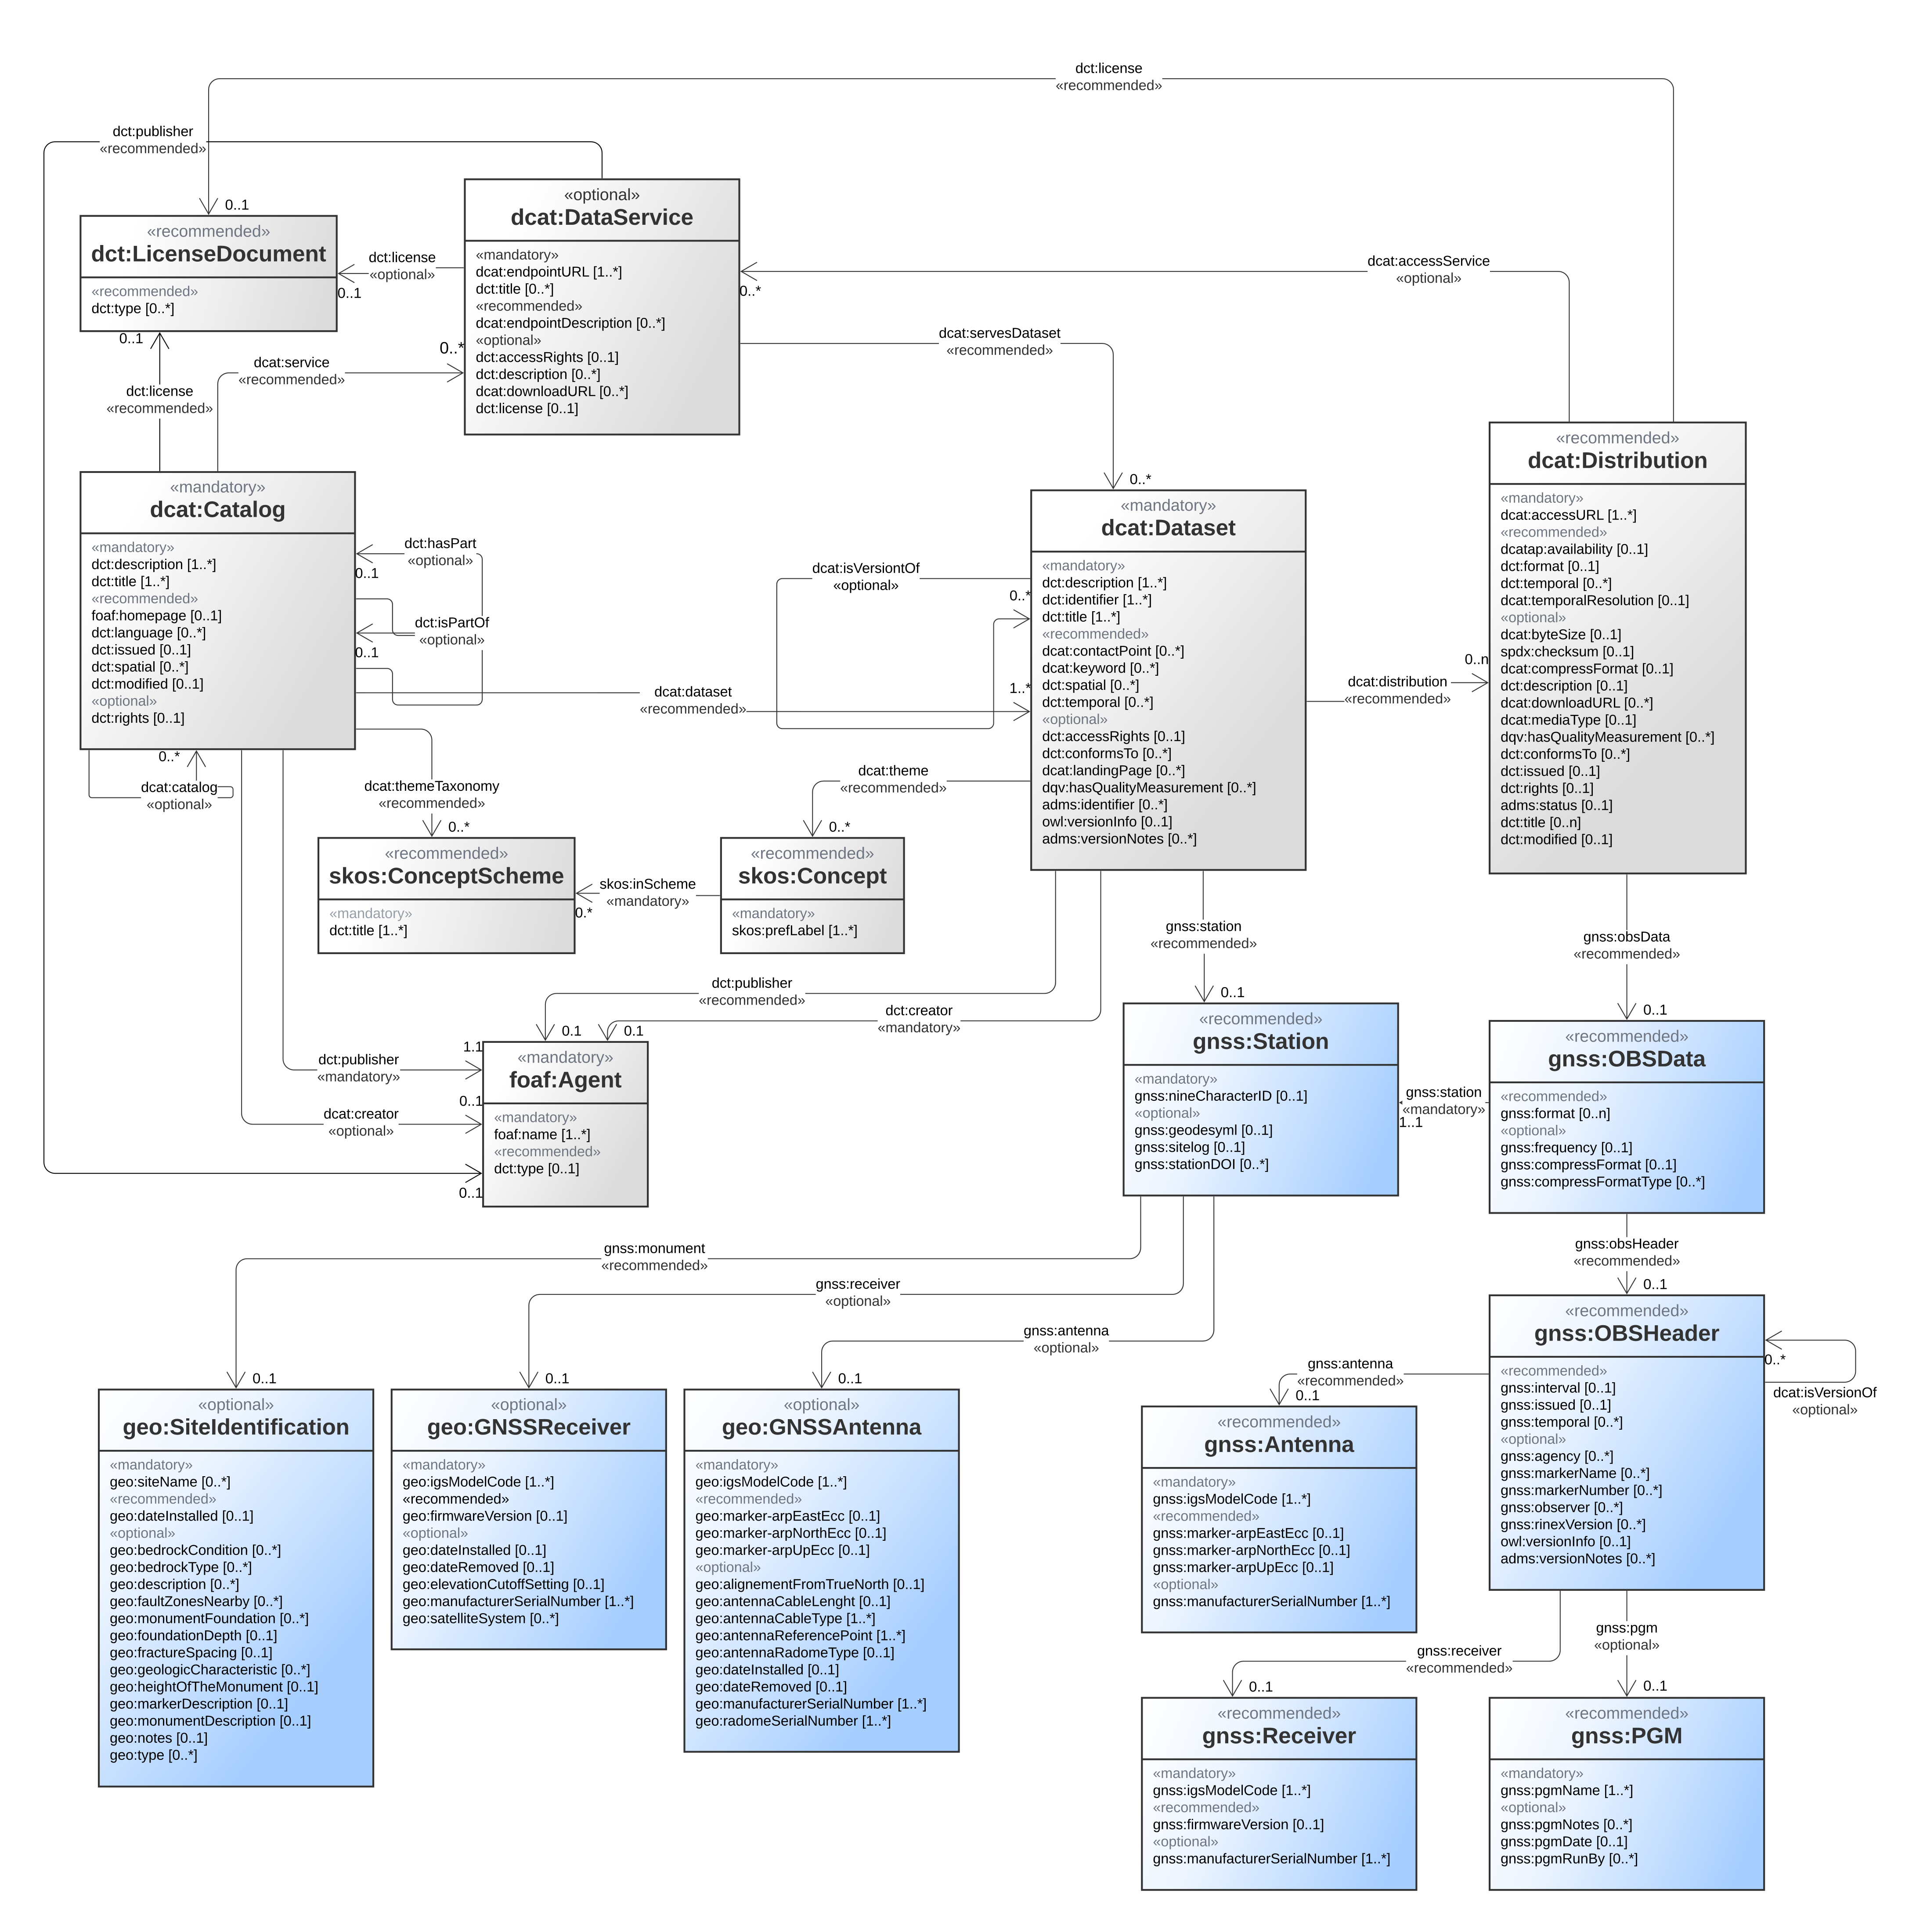 dct:license
«recommended»
dct:publisher
«recommended»
0..1
«recommended»
dct:LicenseDocument
«recommended»
dct:type [0..*]
dct:license
«optional»
0..1
«optional»
dcat:DataService
«mandatory»
dcat:endpointURL [1..*]
dct:title [0..*]
«recommended»
dcat:endpointDescription [0..*]
«optional»
dct:accessRights [0..1]
dct:description [0..*]
dcat:downloadURL [0..*]
dct:license [0..1]
dcat:accessService
«optional»
0..*
dcat:servesDataset
«recommended»
0..*
0..1
dct:license
«recommended»
dcat:service
«recommended»
0..*
«mandatory»
dcat:Catalog
«mandatory»
dct:description [1..*]
dct:title [1..*]
«recommended»
foaf:homepage [0..1]
dct:language [0..*]
dct:issued [0..1]
dct:spatial [0..*]
dct:modified [0..1]
«optional»
dct:rights [0..1]
dct:hasPart
«optional»
0..1
dct:isPartOf
«optional»
0..1
dcat:dataset
«recommended»
1..*
dcat:isVersiontOf
«optional»
0..*
«mandatory»
dcat:Dataset
«mandatory»
dct:description [1..*]
dct:identifier [1..*]
dct:title [1..*]
«recommended»
dcat:contactPoint [0..*]
dcat:keyword [0..*]
dct:spatial [0..*]
dct:temporal [0..*]
«optional»
dct:accessRights [0..1]
dct:conformsTo [0..*]
dcat:landingPage [0..*]
dqv:hasQualityMeasurement [0..*]
adms:identifier [0..*]
owl:versionInfo [0..1]
adms:versionNotes [0..*]
dcat:distribution
«recommended»
0..n
«recommended»
dcat:Distribution
«mandatory»
dcat:accessURL [1..*]
«recommended»
dcatap:availability [0..1]
dct:format [0..1]
dct:temporal [0..*]
dcat:temporalResolution [0..1]
«optional»
dcat:byteSize [0..1]
spdx:checksum [0..1]
dcat:compressFormat [0..1]
dct:description [0..1]
dcat:downloadURL [0..*]
dcat:mediaType [0..1]
dqv:hasQualityMeasurement [0..*]
dct:conformsTo [0..*]
dct:issued [0..1]
dct:rights [0..1]
adms:status [0..1]
dct:title [0..n]
dct:modified [0..1]
0..*
dcat:catalog
«optional»
dcat:themeTaxonomy
«recommended»
0..*
dcat:theme
«recommended»
0..*
«recommended»
skos:ConceptScheme
«mandatory»
dct:title [1..*]
skos:inScheme
«mandatory»
0.*
«recommended»
skos:Concept
«mandatory»
skos:prefLabel [1..*]
gnss:station
«recommended»
0..1
gnss:obsData
«recommended»
0..1
dct:publisher
«recommended»
0.1
dct:creator
«mandatory»
0.1
dct:publisher
«mandatory»
1.1
dcat:creator
«optional»
0..1
0..1
«mandatory»
foaf:Agent
«mandatory»
foaf:name [1..*]
«recommended»
dct:type [0..1]
«recommended»
gnss:Station
«mandatory»
gnss:nineCharacterID [0..1]
«optional»
gnss:geodesyml [0..1]
gnss:sitelog [0..1]
gnss:stationDOI [0..*]
gnss:station
«mandatory»
1..1
«recommended»
gnss:OBSData
«recommended»
gnss:format [0..n]
«optional»
gnss:frequency [0..1]
gnss:compressFormat [0..1]
gnss:compressFormatType [0..*]
gnss:monument
«recommended»
0..1
gnss:receiver
«optional»
0..1
gnss:antenna
«optional»
0..1
gnss:obsHeader
«recommended»
0..1
«optional»
geo:SiteIdentification
«mandatory»
geo:siteName [0..*]
«recommended»
geo:dateInstalled [0..1]
«optional»
geo:bedrockCondition [0..*]
geo:bedrockType [0..*]
geo:description [0..*]
geo:faultZonesNearby [0..*]
geo:monumentFoundation [0..*]
geo:foundationDepth [0..1]
geo:fractureSpacing [0..1]
geo:geologicCharacteristic [0..*]
geo:heightOfTheMonument [0..1]
geo:markerDescription [0..1]
geo:monumentDescription [0..1]
geo:notes [0..1]
geo:type [0..*]
«optional»
geo:GNSSReceiver
«mandatory»
geo:igsModelCode [1..*]
«recommended»
geo:firmwareVersion [0..1]
«optional»
geo:dateInstalled [0..1]
geo:dateRemoved [0..1]
geo:elevationCutoffSetting [0..1]
geo:manufacturerSerialNumber [1..*]
geo:satelliteSystem [0..*]
«optional»
geo:GNSSAntenna
«mandatory»
geo:igsModelCode [1..*]
«recommended»
geo:marker-arpEastEcc [0..1]
geo:marker-arpNorthEcc [0..1]
geo:marker-arpUpEcc [0..1]
«optional»
geo:alignementFromTrueNorth [0..1]
geo:antennaCableLenght [0..1]
geo:antennaCableType [1..*]
geo:antennaReferencePoint [1..*]
geo:antennaRadomeType [0..1]
geo:dateInstalled [0..1]
geo:dateRemoved [0..1]
geo:manufacturerSerialNumber [1..*]
geo:radomeSerialNumber [1..*]
«recommended»
gnss:OBSHeader
«recommended»
gnss:interval [0..1]
gnss:issued [0..1]
gnss:temporal [0..*]
«optional»
gnss:agency [0..*]
gnss:markerName [0..*]
gnss:markerNumber [0..*]
gnss:observer [0..*]
gnss:rinexVersion [0..*]
owl:versionInfo [0..1]
adms:versionNotes [0..*]
0..*
dcat:isVersionOf
«optional»
gnss:antenna
«recommended»
0..1
«recommended»
gnss:Antenna
«mandatory»
gnss:igsModelCode [1..*]
«recommended»
gnss:marker-arpEastEcc [0..1]
gnss:marker-arpNorthEcc [0..1]
gnss:marker-arpUpEcc [0..1]
«optional»
gnss:manufacturerSerialNumber [1..*]
gnss:receiver
«recommended»
0..1
gnss:pgm
«optional»
0..1
«recommended»
gnss:Receiver
«mandatory»
gnss:igsModelCode [1..*]
«recommended»
gnss:firmwareVersion [0..1]
«optional»
gnss:manufacturerSerialNumber [1..*]
«recommended»
gnss:PGM
«mandatory»
gnss:pgmName [1..*]
«optional»
gnss:pgmNotes [0..*]
gnss:pgmDate [0..1]
gnss:pgmRunBy [0..*]